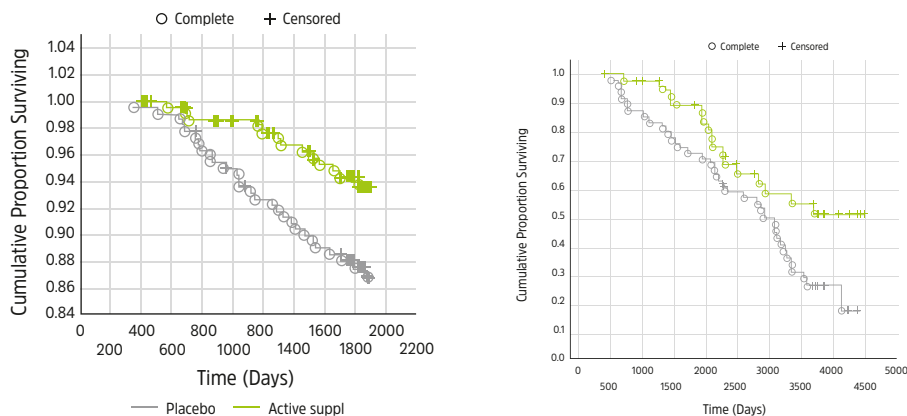 Complete Censored
1.04
1.02
1.00
0.98
0.96
0.94
0.92
0.90
0.88
0.86
0.84
Cumulative Proportion Surviving
0 400 600 800 800 1200 1600 2000 2200
200 600 1000 1400 1800
Time (Days)
Placebo Active suppl
Complete Censored
1.0
0.9
0.8
0.7
0.6
0.5
0.4
0.3
0.2
0.1
0.0
Cumulative Proportion Surviving
0 1000 2000 3000 4000 5000
500 1500 2500 3500 4500
Time (Days)